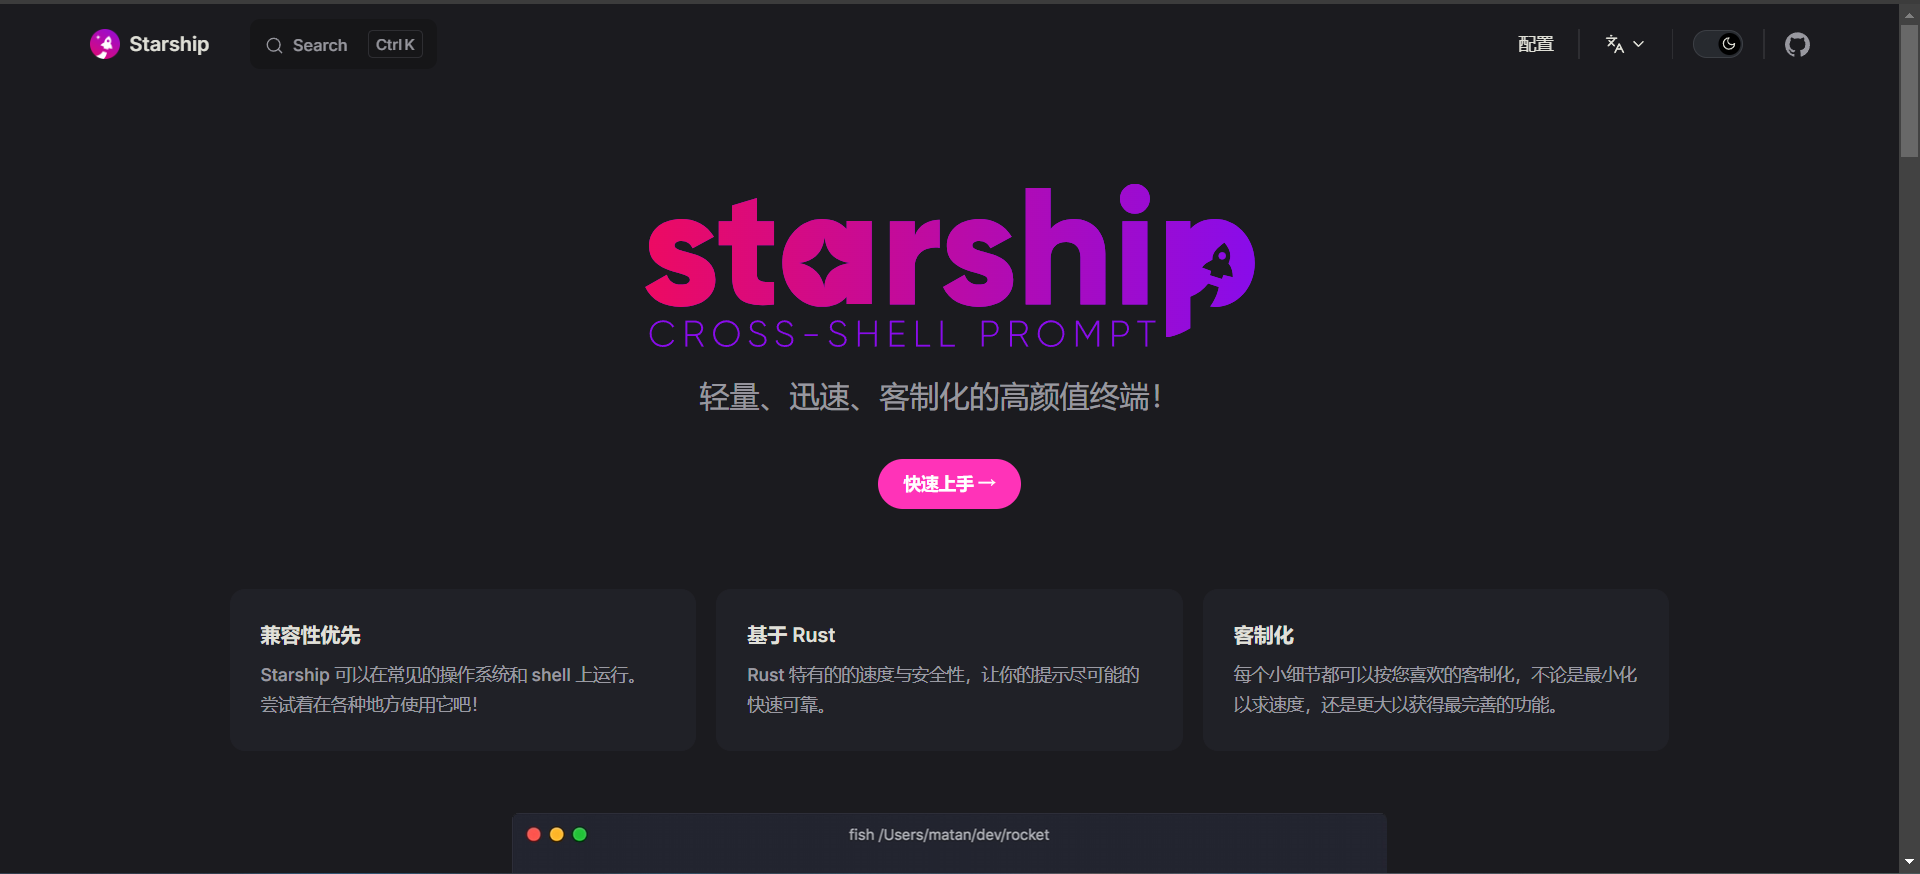 Starship
Search Ctrl K
配置
starship
CROSS-SHELL PROMPT
轻量、迅速、客制化的高颜值终端！
快速上手 →
兼容性优先
Starship 可以在常见的操作系统和 shell 上运行。
尝试着在各种地方使用它吧！
基于 Rust
Rust 特有的的速度与安全性，让你的提示尽可能的
快速可靠。
客制化
每个小细节都可以按您喜欢的客制化，不论是最小化
以求速度，还是更大以获得最完善的功能。
fish /Users/matan/dev/rocket